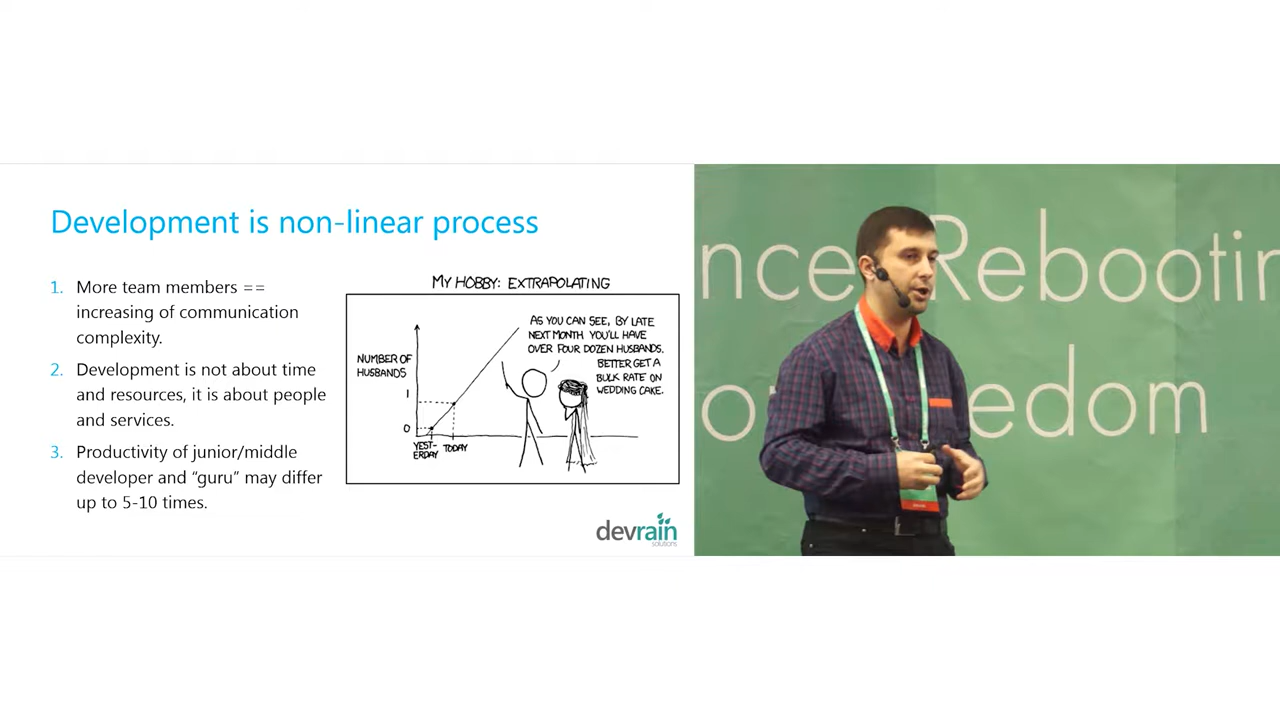 Development is non-linear process
1. More team members ==
increasing of communication
complexity.
2. Development is not about time
and resources, it is about people
and services.
3. Productivity of junior/middle
developer and “guru” may differ
up to 5-10 times.
MY HOBBY: EXTRAPOLATING
AS YOU CAN SEE, BY LATE
NEXT MONTH YOU'LL HAVE
OVER FOUR DOZEN HUSBANDS.
BETTER GET A
BULK RATE ON
WEDDING CAKE.
NUMBER OF
HUSBANDS
1
0
YEST-
ERDAY
TODAY
devrain
solutions
nce. Rebootin
or edom